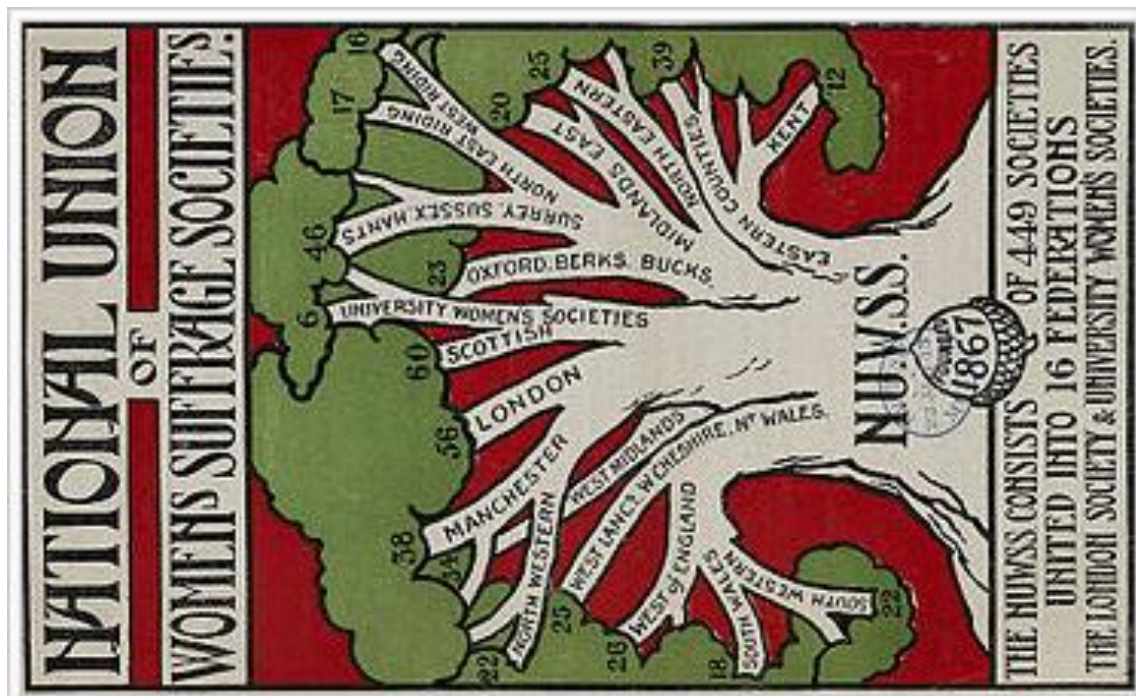 NATIONAL UNION
OF
WOMENS SUFFRAGE SOCIETIES.
16
17
46
6
60
56
38
34
22
25
26
18
22
23
20
25
39
12
WEST RIDING
NORTH EAST RIDING
SURREY. SUSSEX. HANTS
OXFORD. BERKS. BUCKS.
UNIVERSITY WOMEN'S SOCIETIES
SCOTTISH
LONDON
MANCHESTER
NORTH WESTERN
WEST MIDLANDS
WEST LANCS. W CHESHIRE. Nᵀ WALES.
WEST of ENGLAND
SOUTH WALES
SOUTH WESTERN
MIDLANDS EAST
NORTH EASTERN
EASTERN COUNTIES
KENT
N.U.W.S.S.
FOUNDED
1867
THE NUWSS CONSISTS OF 449 SOCIETIES
UNITED INTO 16 FEDERATIONS
THE LONDON SOCIETY & UNIVERSITY WOMEN'S SOCIETIES.